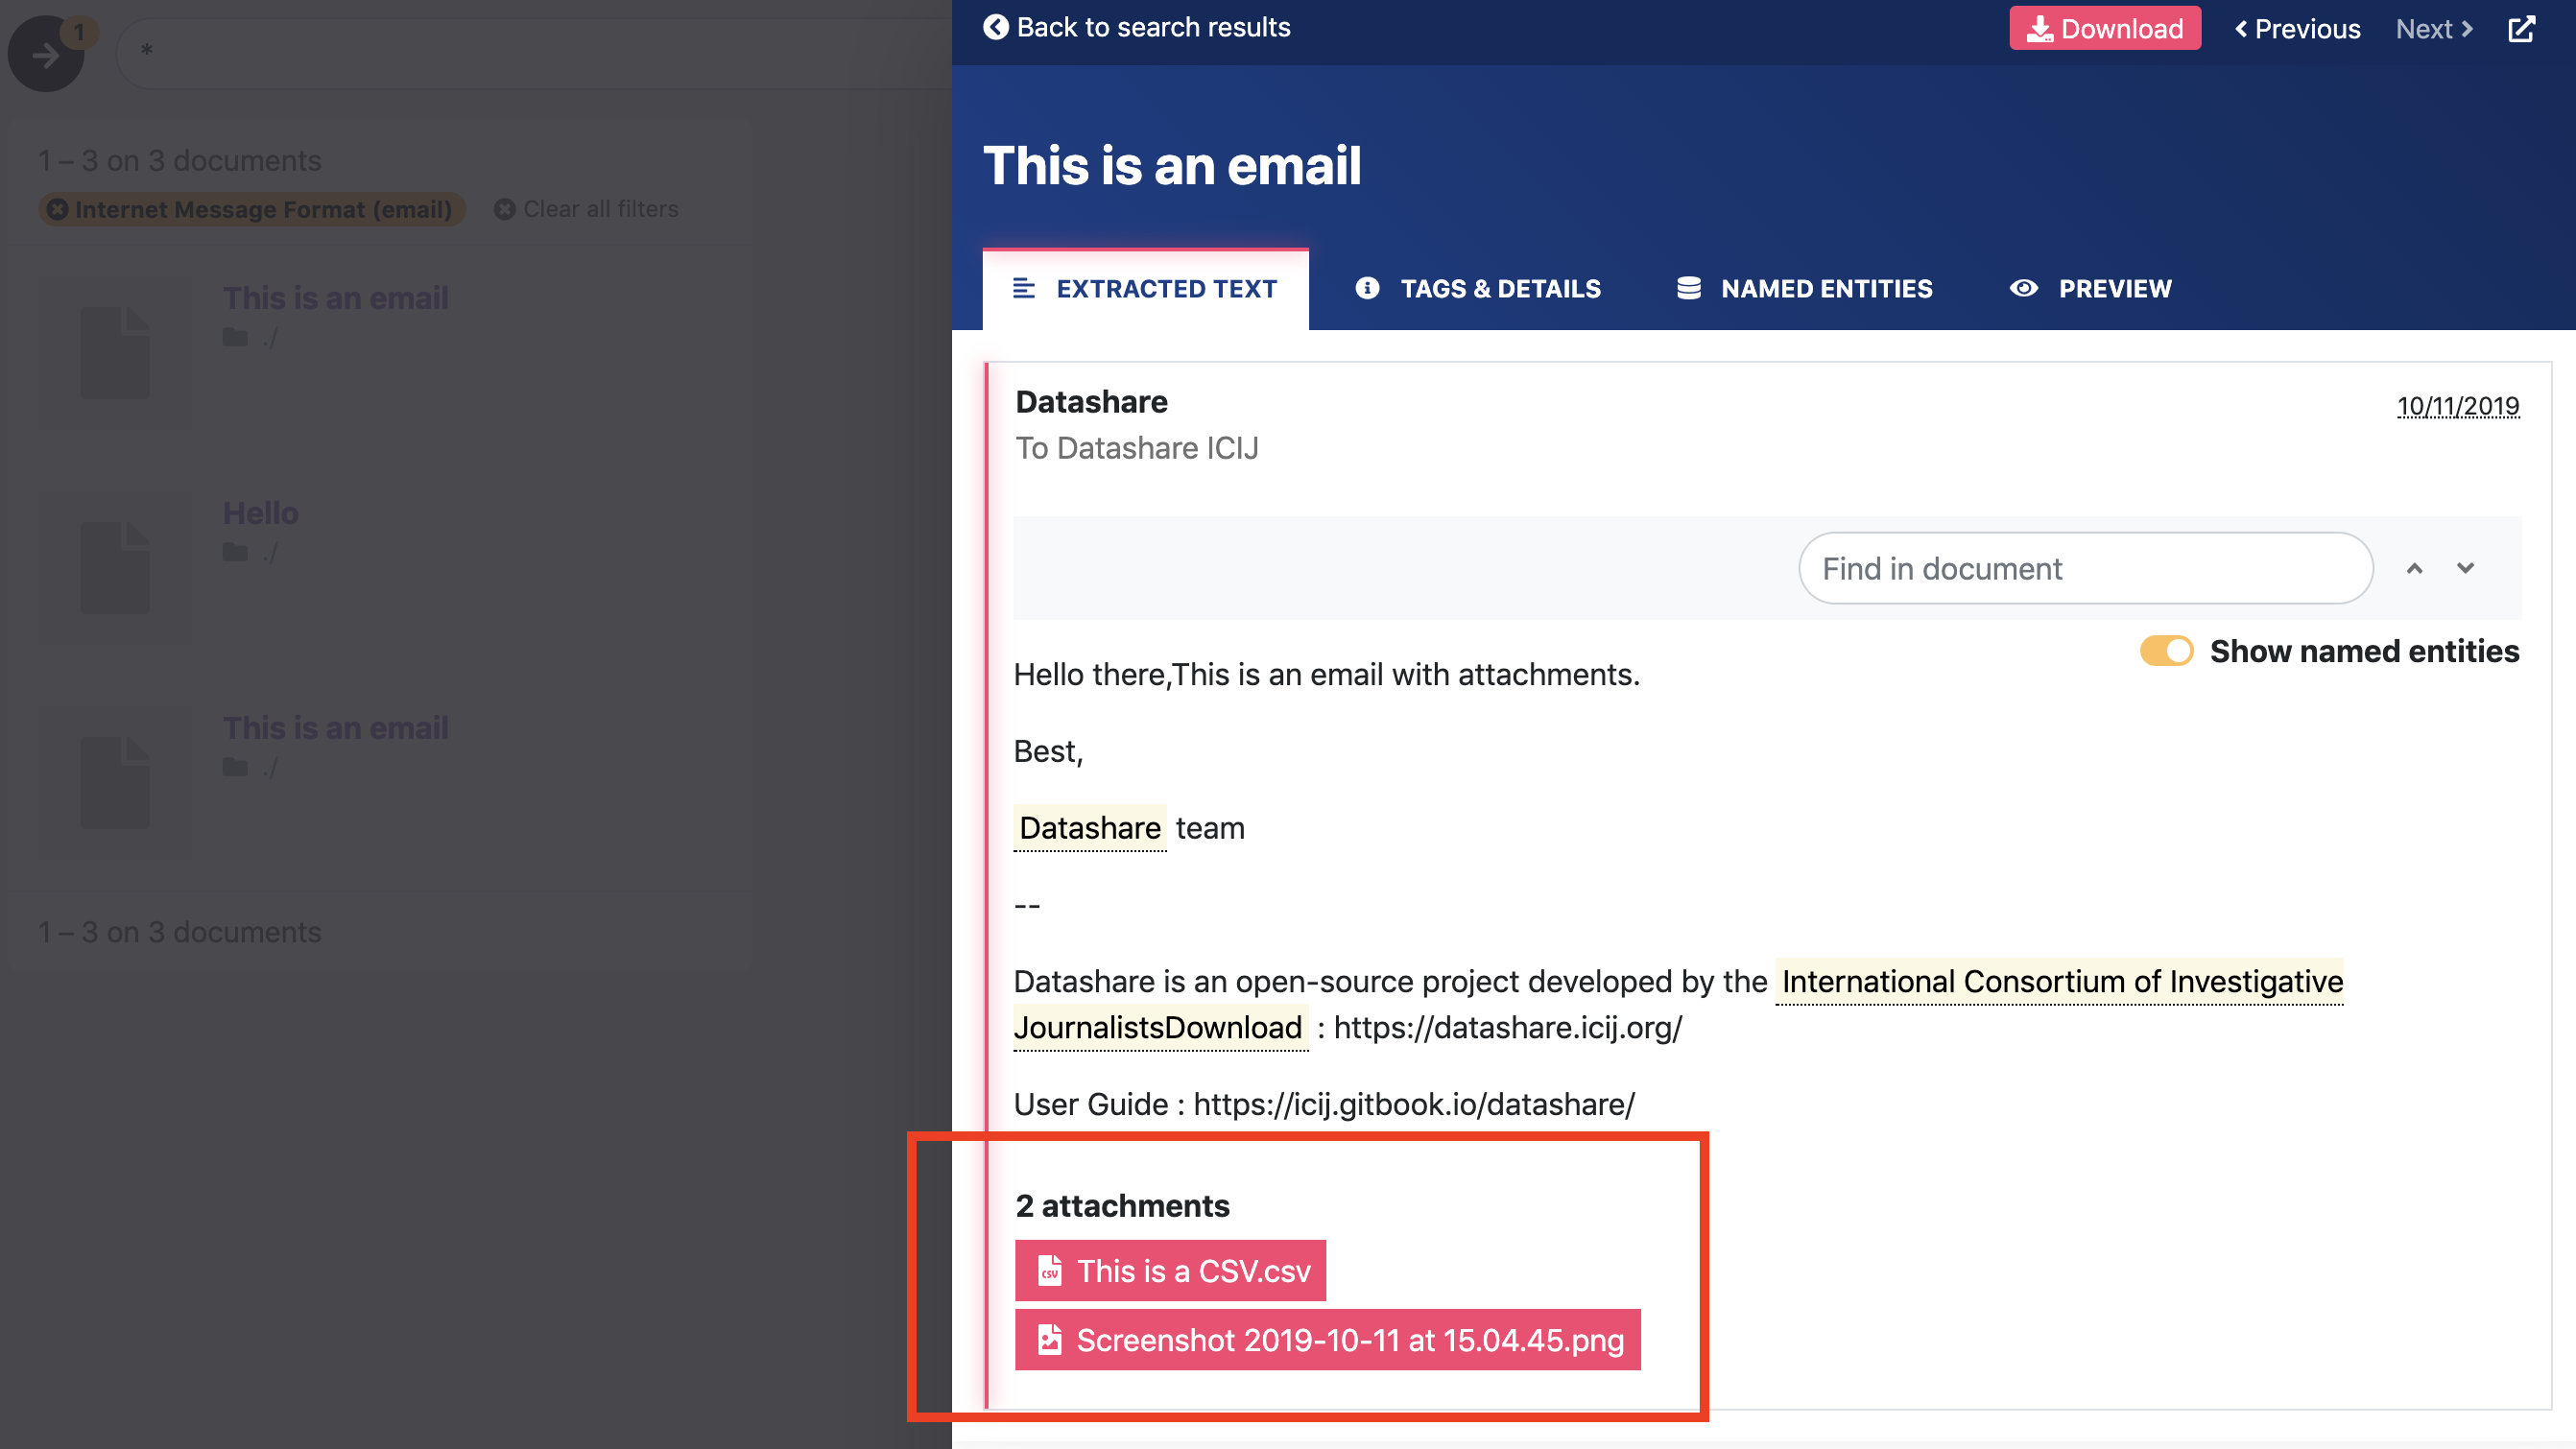 1
*
1 – 3 on 3 documents
Internet Message Format (email)
Clear all filters
This is an email
./
Hello
./
This is an email
./
1 – 3 on 3 documents
Back to search results
Download
Previous
Next
This is an email
EXTRACTED TEXT
TAGS & DETAILS
NAMED ENTITIES
PREVIEW
Datashare
10/11/2019
To Datashare ICIJ
Find in document
Show named entities
Hello there,This is an email with attachments.
Best,
Datashare team
--
Datashare is an open-source project developed by the International Consortium of Investigative
JournalistsDownload : https://datashare.icij.org/
User Guide : https://icij.gitbook.io/datashare/
2 attachments
CSV This is a CSV.csv
Screenshot 2019-10-11 at 15.04.45.png